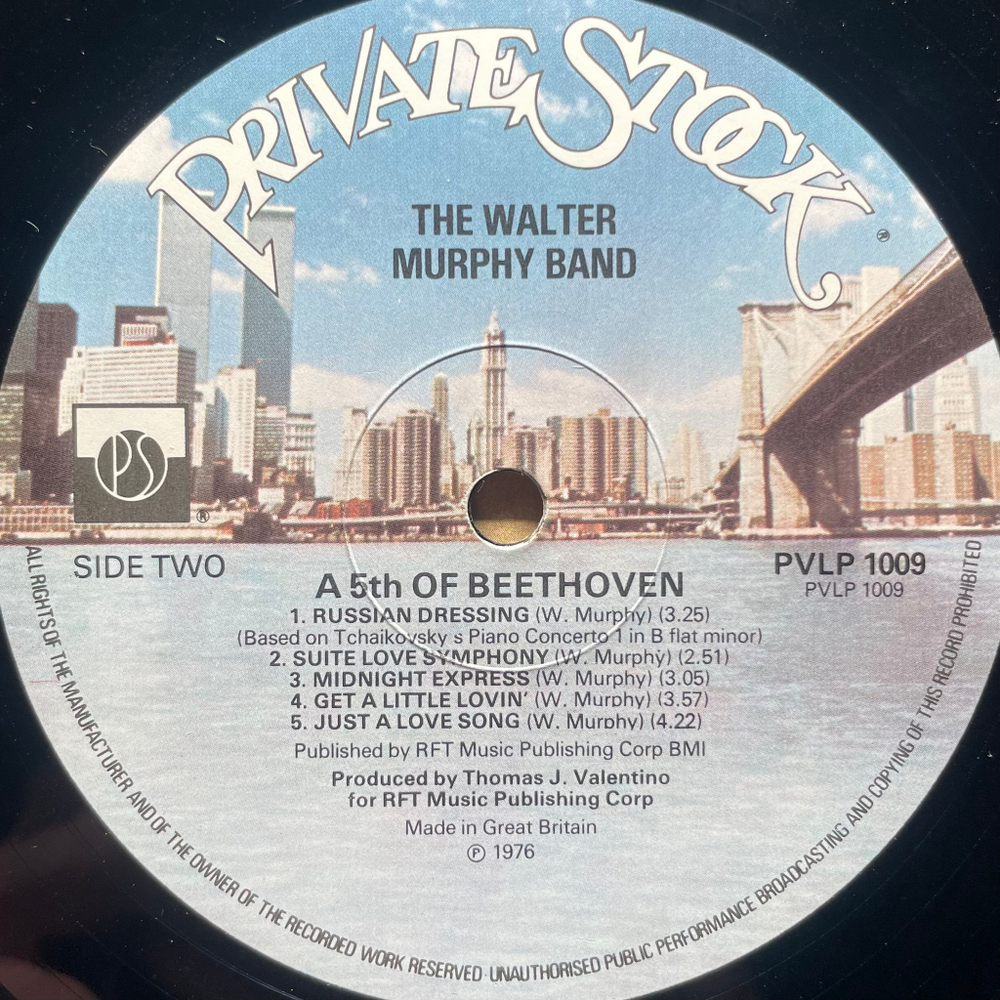 PRIVATE STOCK
THE WALTER
MURPHY BAND
PS
®
SIDE TWO
PVLP 1009
PVLP 1009
A 5th OF BEETHOVEN
1. RUSSIAN DRESSING (W. Murphy) (3.25)
(Based on Tchaikovsky s Piano Concerto 1 in B flat minor)
2. SUITE LOVE SYMPHONY (W. Murphy) (2.51)
3. MIDNIGHT EXPRESS (W. Murphy) (3.05)
4. GET A LITTLE LOVIN' (W. Murphy) (3.57)
5. JUST A LOVE SONG (W. Murphy) (4.22)
Published by RFT Music Publishing Corp BMI
Produced by Thomas J. Valentino
for RFT Music Publishing Corp
Made in Great Britain
℗ 1976
ALL RIGHTS OF THE MANUFACTURER AND OF THE OWNER OF THE RECORDED WORK RESERVED · UNAUTHORISED PUBLIC PERFORMANCE BROADCASTING AND COPYING OF THIS RECORD PROHIBITED